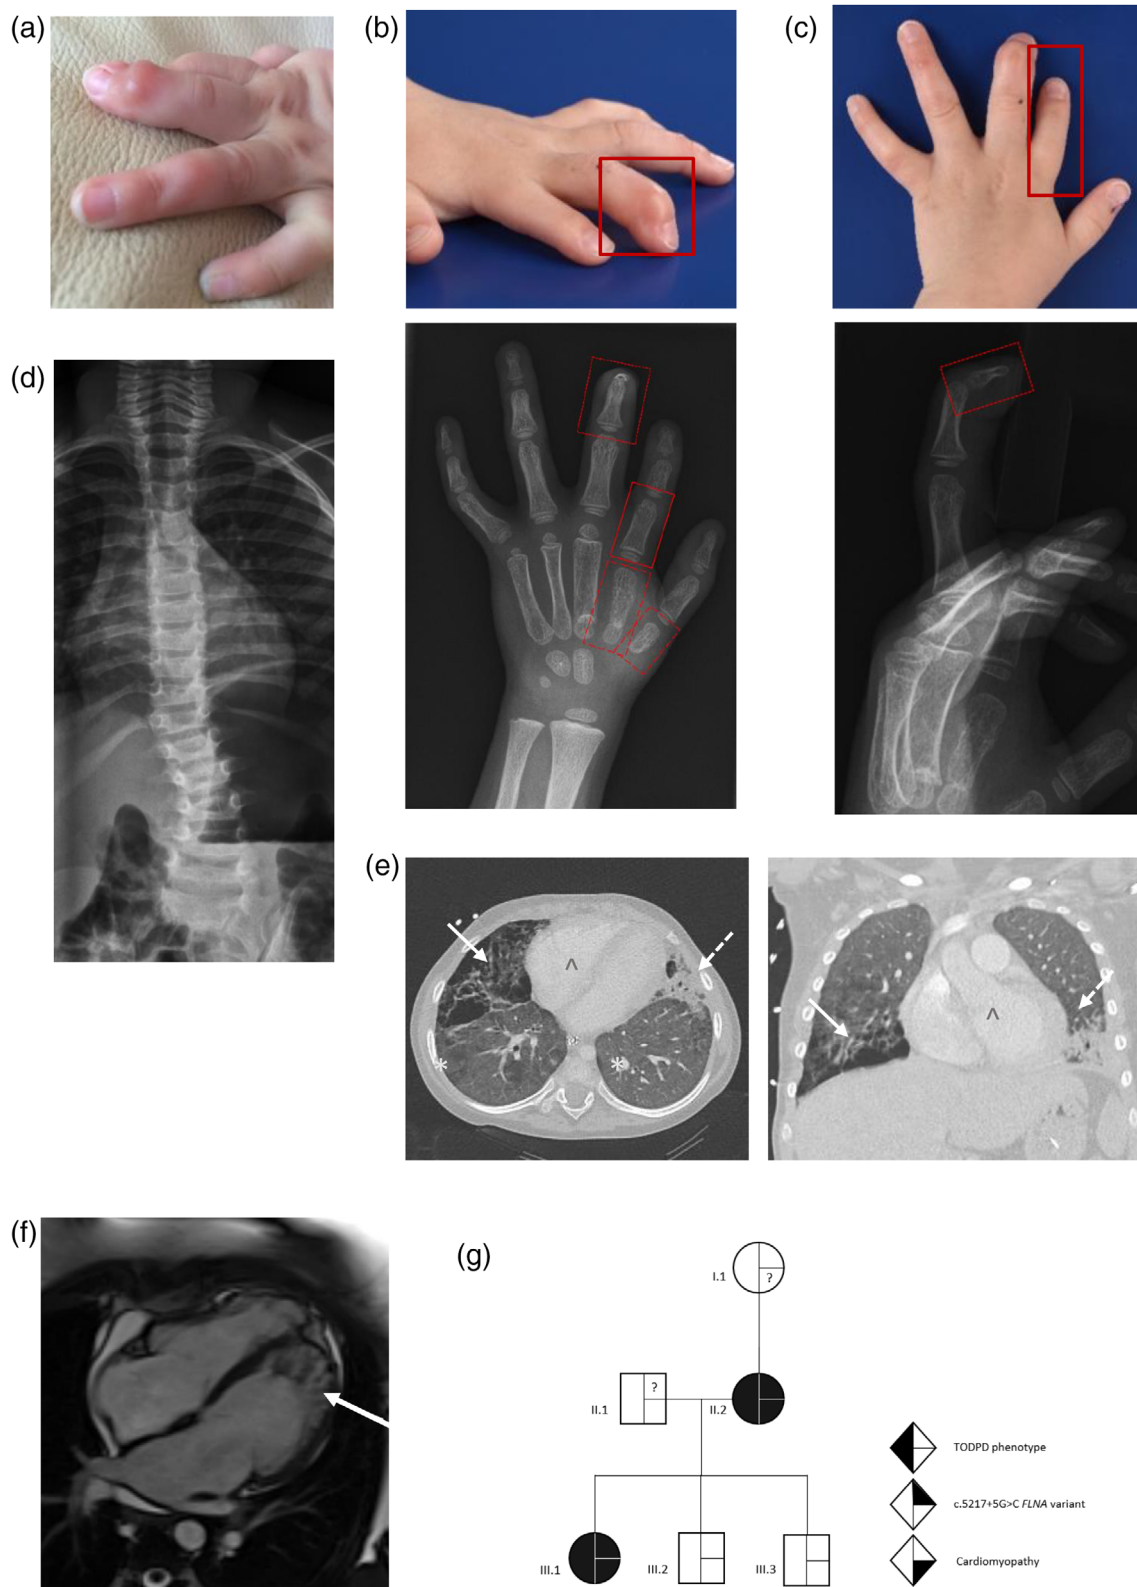 (a)
(b)
(c)
(d)
(e)
^
*
*
^
(f)
(g)
I.1
?
II.1
?
II.2
III.1
III.2
III.3
TODPD phenotype
c.5217+5G>C FLNA variant
Cardiomyopathy